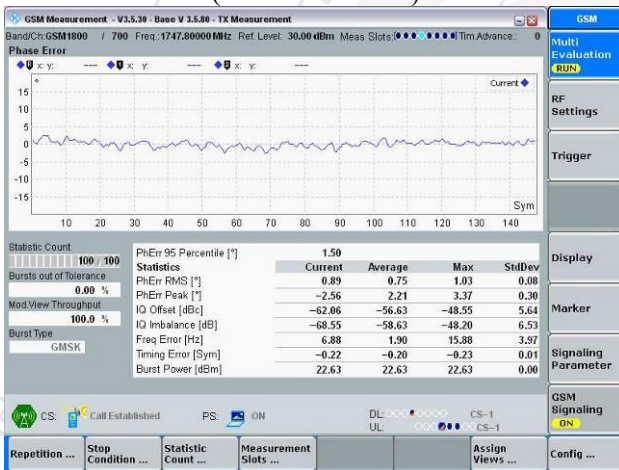 GSM Measurement - V3.5.30 - Base V 3.5.80 - TX Measurement
GSM
Band/Ch: GSM1800 / 700 Freq.: 1747.80000 MHz Ref. Level: 30.00 dBm Meas Slots: Tim.Advance.: 0
Phase Error
Multi Evaluation
RUN
x: y: --- x: y: --- x: y: ---
°
Current
15
10
5
0
-5
-10
-15
Sym
10 20 30 40 50 60 70 80 90 100 110 120 130 140
RF Settings
Trigger
Display
Marker
Signaling Parameter
GSM Signaling
ON
Statistic Count
100 / 100
Bursts out of Tolerance
0.00 %
Mod.View Throughput
100.0 %
Burst Type
GMSK
PhErr 95 Percentile [°] 1.50
Statistics Current Average Max StdDev
PhErr RMS [°] 0.89 0.75 1.03 0.08
PhErr Peak [°] -2.56 2.21 3.37 0.30
IQ Offset [dBc] -62.06 -56.63 -48.55 5.64
IQ Imbalance [dB] -68.55 -58.63 -48.20 6.53
Freq Error [Hz] 6.88 1.90 15.88 3.97
Timing Error [Sym] -0.22 -0.20 -0.23 0.01
Burst Power [dBm] 22.63 22.63 22.63 0.00
CS: Call Established PS: ON DL: CS-1
UL: CS-1
Repetition ... Stop Condition ... Statistic Count ... Measurement Slots ... Assign Views ... Config ...